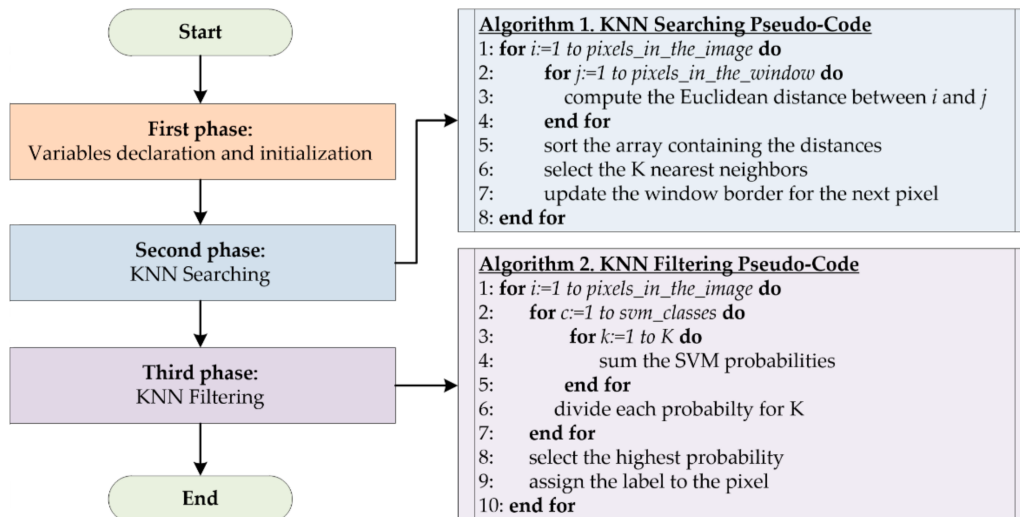 Start
First phase:
Variables declaration and initialization
Second phase:
KNN Searching
Third phase:
KNN Filtering
End
Algorithm 1. KNN Searching Pseudo-Code
1: for i:=1 to pixels_in_the_image do
2: for j:=1 to pixels_in_the_window do
3: compute the Euclidean distance between i and j
4: end for
5: sort the array containing the distances
6: select the K nearest neighbors
7: update the window border for the next pixel
8: end for
Algorithm 2. KNN Filtering Pseudo-Code
1: for i:=1 to pixels_in_the_image do
2: for c:=1 to svm_classes do
3: for k:=1 to K do
4: sum the SVM probabilities
5: end for
6: divide each probabilty for K
7: end for
8: select the highest probability
9: assign the label to the pixel
10: end for